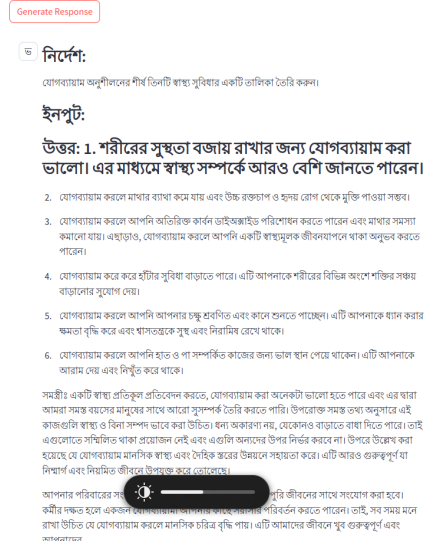 Generate Response
নির্দেশ:
যোগব্যায়াম অনুশীলনের শীর্ষ তিনটি স্বাস্থ্য সুবিধার একটি তালিকা তৈরি করুন।
ইনপুট:
উত্তর: 1. শরীরের সুস্থতা বজায় রাখার জন্য যোগব্যায়াম করা
ভালো। এর মাধ্যমে স্বাস্থ্য সম্পর্কে আরও বেশি জানতে পারেন।
2. যোগব্যায়াম করলে মাথার ব্যাথা কমে যায় এবং উচ্চ রক্তচাপ ও হৃদয় রোগ থেকে মুক্তি পাওয়া সম্ভব।
3. যোগব্যায়াম করলে আপনি অতিরিক্ত কার্বন ডাইঅক্সাইড পরিশোধন করতে পারেন এবং মাথার সমস্যা
কমানো যায়। এছাড়াও, যোগব্যায়াম করলে আপনি একটি স্বাস্থ্যমূলক জীবনযাপনে থাকা অনুভব করতে
পারেন।
4. যোগব্যায়াম করে করে হাঁটার সুবিধা বাড়াতে পারে। এটি আপনাকে শরীরের বিভিন্ন অংশে শক্তির সঞ্চয়
বাড়ানোর সুযোগ দেয়।
5. যোগব্যায়াম করলে আপনি আপনার চক্ষু শ্রবণিত এবং কানে শুনতে পাচ্ছেন। এটি আপনাকে ধ্যান করার
ক্ষমতা বৃদ্ধি করে এবং শ্বাসতন্ত্রকে সুস্থ এবং নিরামিষ রেখে থাকে।
6. যোগব্যায়াম করলে আপনি হাত ও পা সম্পর্কিত কাজের জন্য ভাল স্থান পেয়ে থাকেন। এটি আপনাকে
আরাম দেয় এবং নিখুঁত করে থাকে।
সমষ্টীঃ একটি স্বাস্থ্য প্রতিকূল প্রতিবেদন করতে, যোগব্যায়াম করা অনেকটা ভালো হতে পারে এবং এর দ্বারা
আমরা সমস্ত বয়সের মানুষের সাথে আরো সুসম্পর্ক তৈরি করতে পারি। উপরোক্ত সমস্ত তথ্য অনুসারে এই
কাজগুলি স্বাস্থ্য ও বিনা সম্পদ ভাবে করা উচিত। ধন্য অকারণ্য নয়, যেকোনও বাড়াতে বাধা দিতে পারে। তাই
এগুলোতে সম্মিলিত থাকা প্রয়োজন নেই এবং এগুলি অন্যদের উপর নির্ভর করবে না। উপরে উল্লেখ করা
হয়েছে যে যোগব্যায়াম মানসিক স্বাস্থ্য এবং দৈহিক স্তরের উন্নয়নে সহায়তা করে। এটি আরও গুরুত্বপূর্ণ যা
নিশ্মার্গ এবং নিয়মিত জীবনে উপযুক্ত করে তোলেছে।
আপনার পরিবারের জীবনের সাথে সংযোগ করা হবে।
কর্মীর দক্ষত হলে একজন পরিবর্তন করতে পারেন। তাই, সব সময় মনে
রাখা উচিত যে যোগব্যায়াম করলে মানসিক চরিত্র বৃদ্ধি পায়। এটি আমাদের জীবনে খুব গুরুত্বপূর্ণ এবং